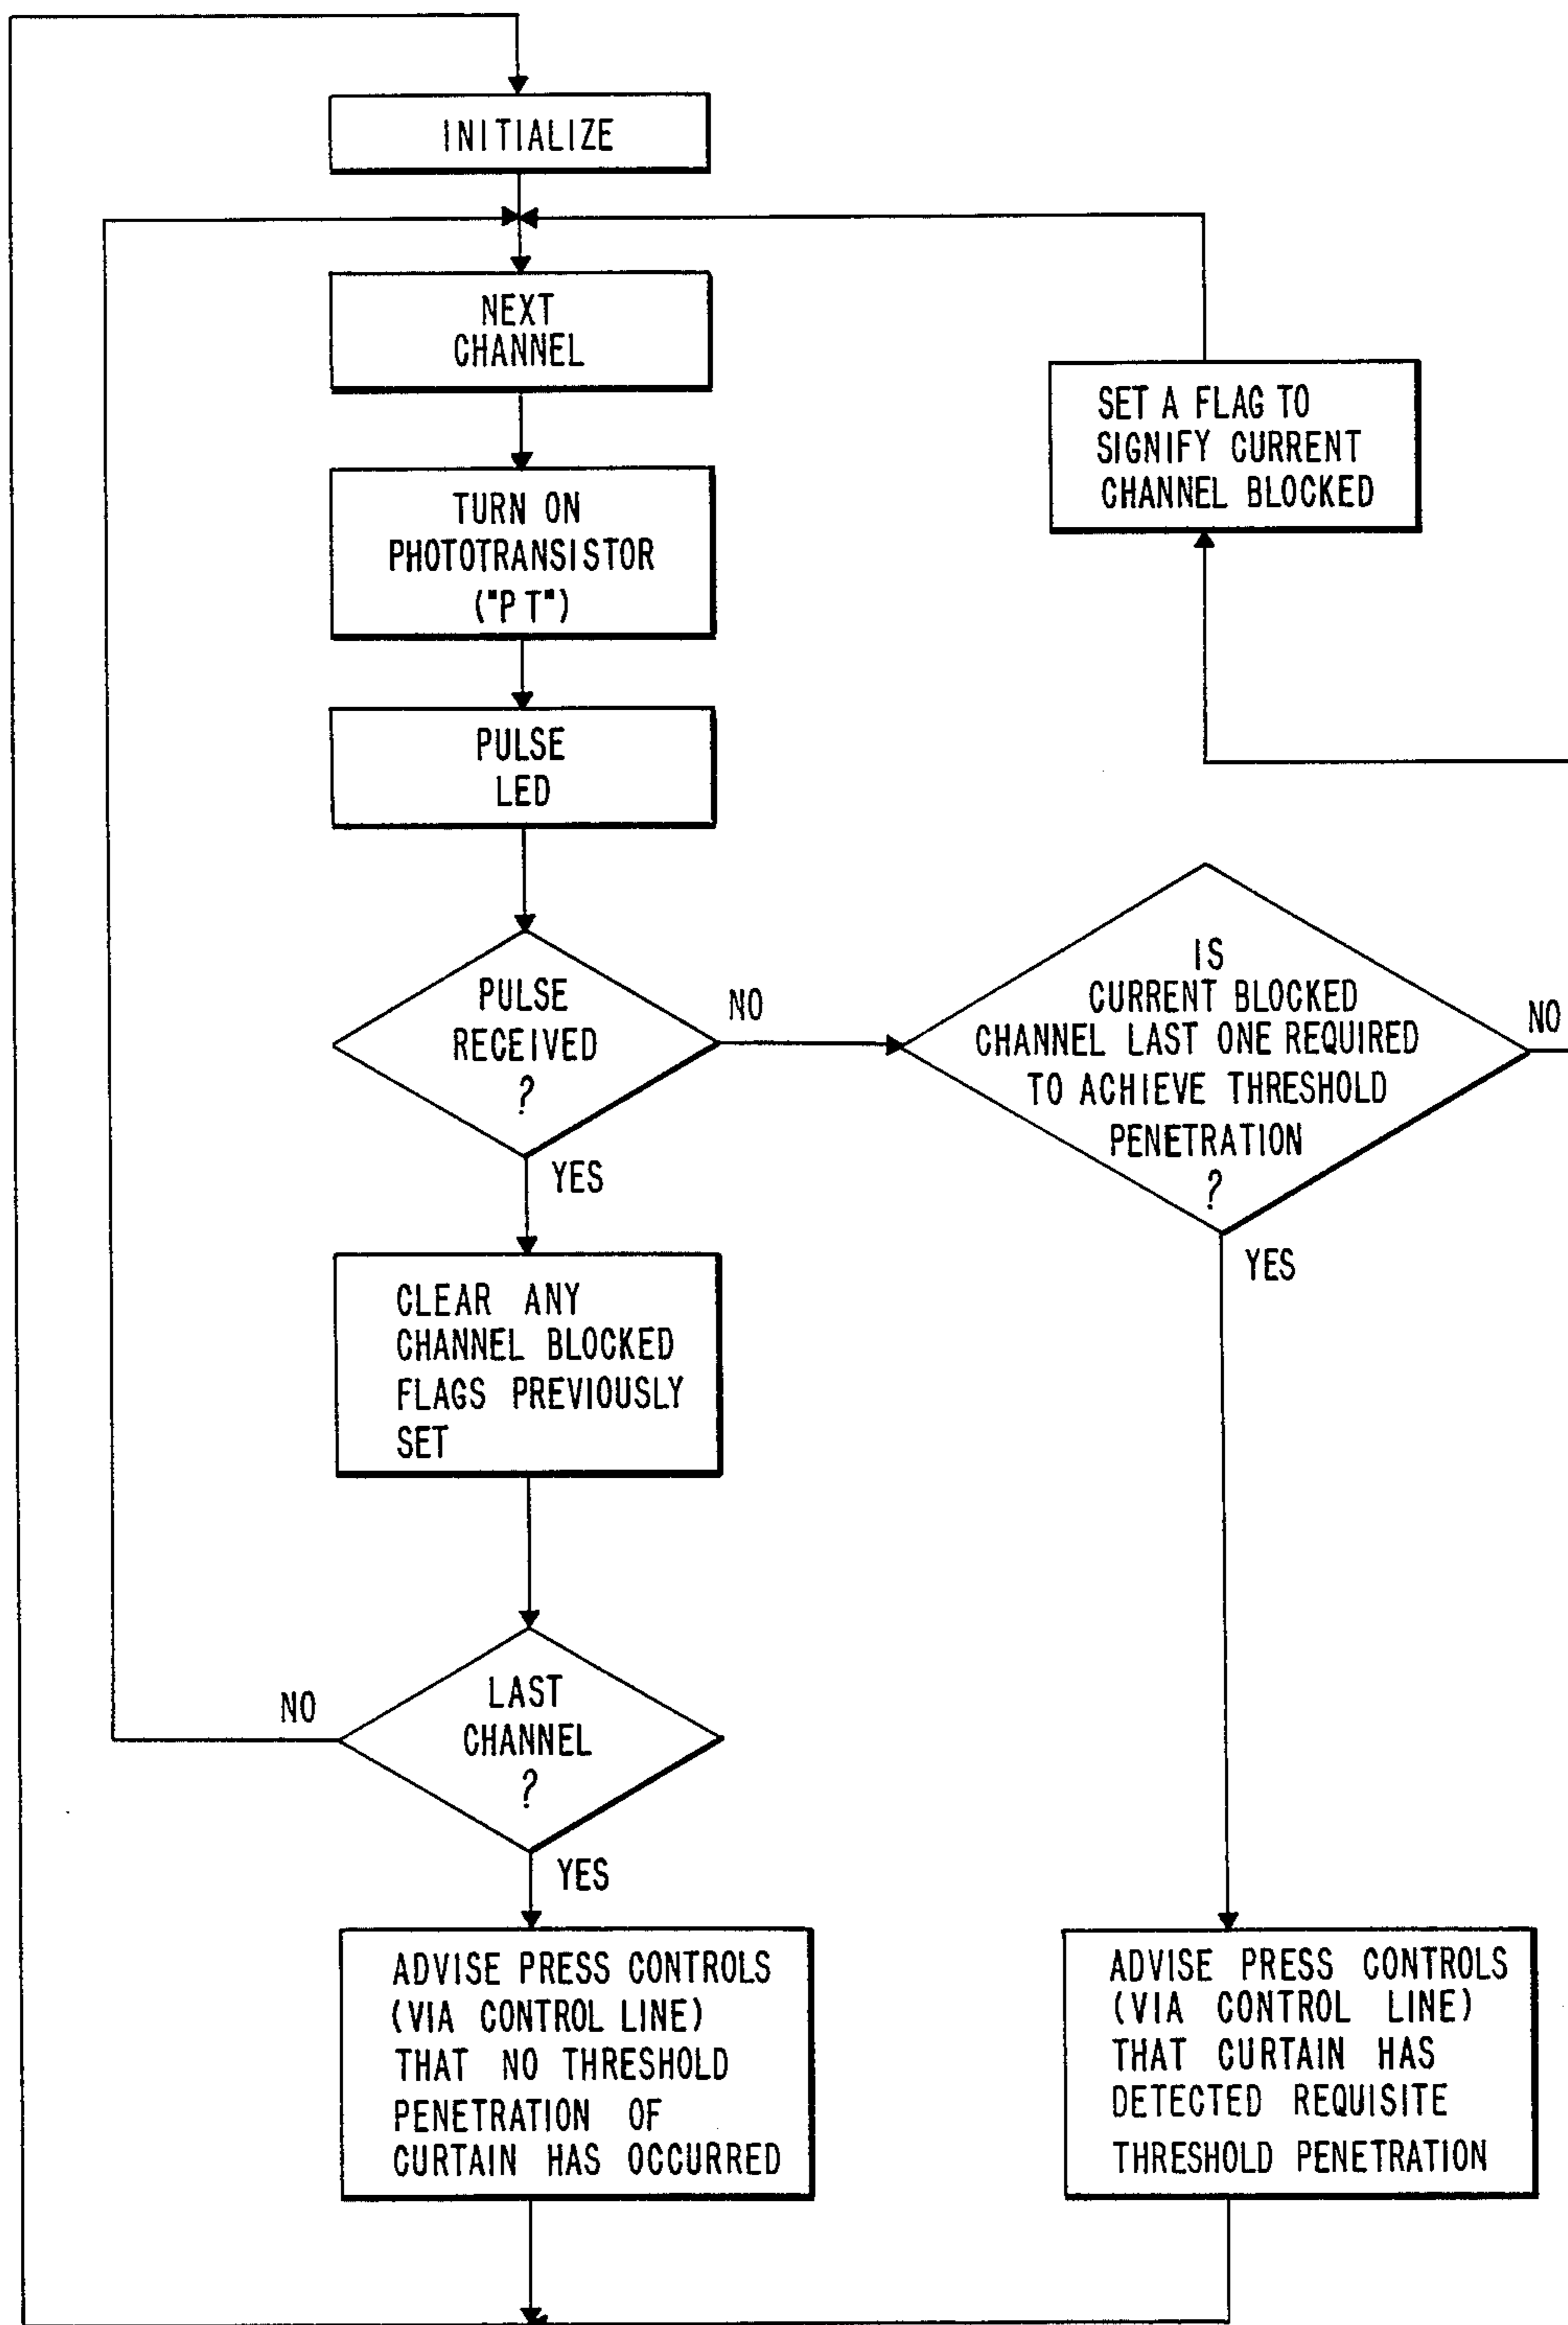 INITIALIZE
NEXT
CHANNEL
TURN ON
PHOTOTRANSISTOR
("PT")
PULSE
LED
PULSE
RECEIVED
?
NO
YES
IS
CURRENT BLOCKED
CHANNEL LAST ONE REQUIRED
TO ACHIEVE THRESHOLD
PENETRATION
?
NO
YES
SET A FLAG TO
SIGNIFY CURRENT
CHANNEL BLOCKED
CLEAR ANY
CHANNEL BLOCKED
FLAGS PREVIOUSLY
SET
LAST
CHANNEL
?
NO
YES
ADVISE PRESS CONTROLS
(VIA CONTROL LINE)
THAT NO THRESHOLD
PENETRATION OF
CURTAIN HAS OCCURRED
ADVISE PRESS CONTROLS
(VIA CONTROL LINE)
THAT CURTAIN HAS
DETECTED REQUISITE
THRESHOLD PENETRATION